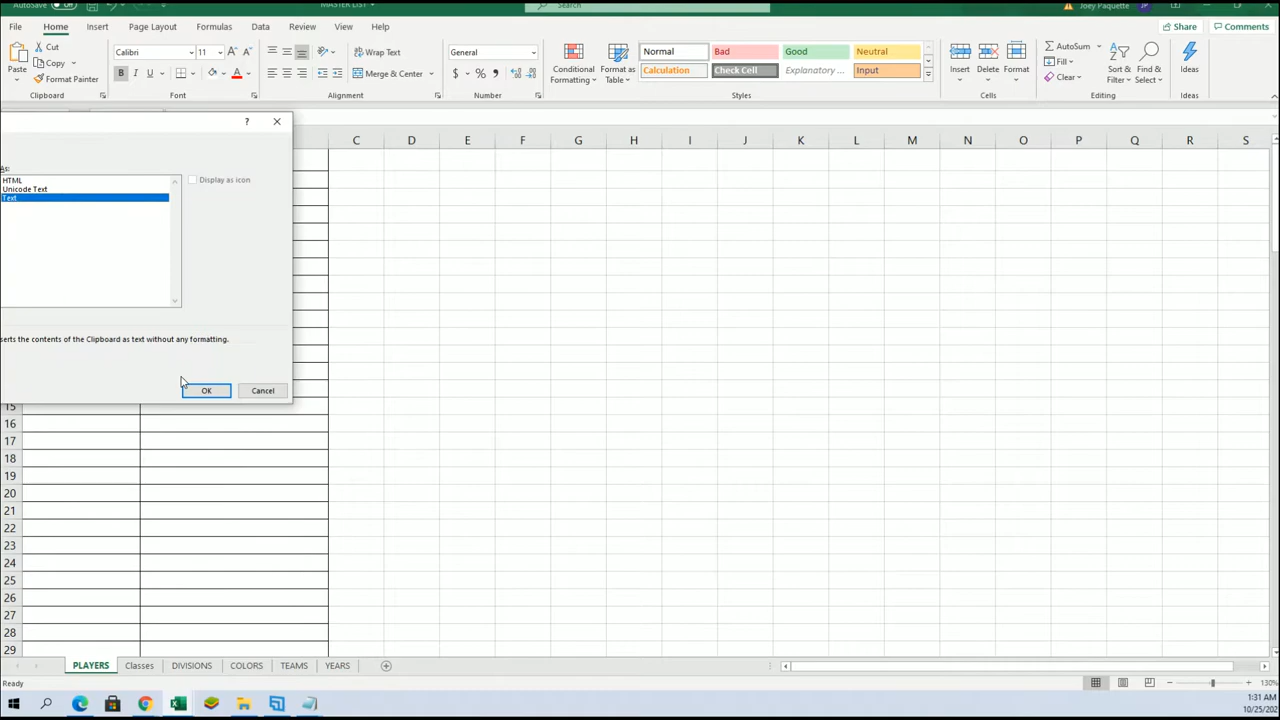 AutoSave Off MASTER LIST Search Joey Paquette JP
File Home Insert Page Layout Formulas Data Review View Help Share Comments
Cut Calibri 11 Wrap Text General Normal Bad Good Neutral AutoSum
Copy Fill
Paste Format Painter Merge & Center Conditional Formatting Format as Table Calculation Check Cell Explanatory ... Input Insert Delete Format Clear Sort & Filter Find & Select Ideas
Clipboard Font Alignment Number Styles Cells Editing Ideas
C D E F G H I J K L M N O P Q R S
As:
HTML
Unicode Text
Text
Display as icon
serts the contents of the Clipboard as text without any formatting.
OK Cancel
15
16
17
18
19
20
21
22
23
24
25
26
27
28
29
PLAYERS Classes DIVISIONS COLORS TEAMS YEARS
Ready 130%
1:31 AM
10/25/202